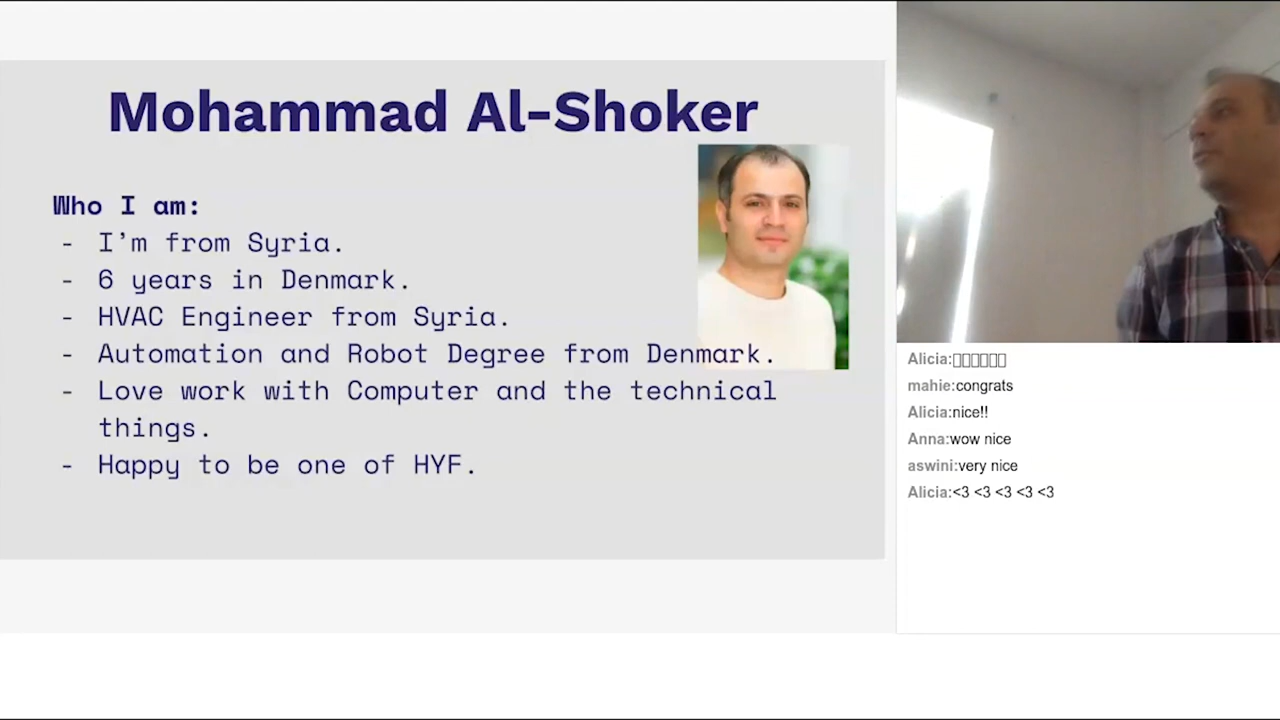 Mohammad Al-Shoker
Who I am:
- I'm from Syria.
- 6 years in Denmark.
- HVAC Engineer from Syria.
- Automation and Robot Degree from Denmark.
- Love work with Computer and the technical
things.
- Happy to be one of HYF.
Alicia:▯▯▯▯▯▯
mahie:congrats
Alicia:nice!!
Anna:wow nice
aswini:very nice
Alicia:<3 <3 <3 <3 <3